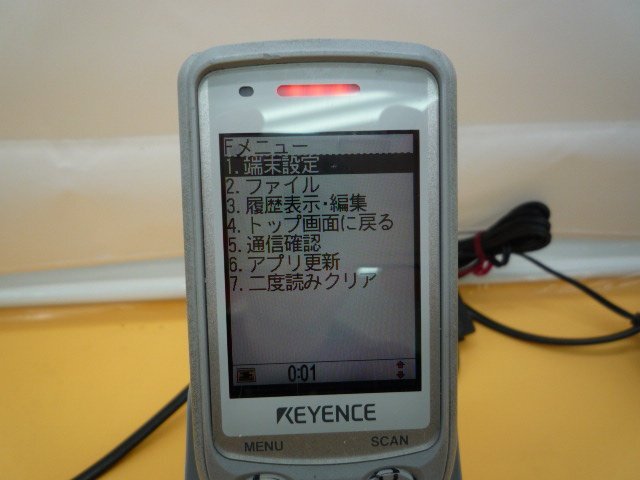 Fメニュー
1. 端末設定
2. ファイル
3. 履歴表示・編集
4. トップ画面に戻る
5. 通信確認
6. アプリ更新
7. 二度読みクリア
0:01
KEYENCE
MENU SCAN